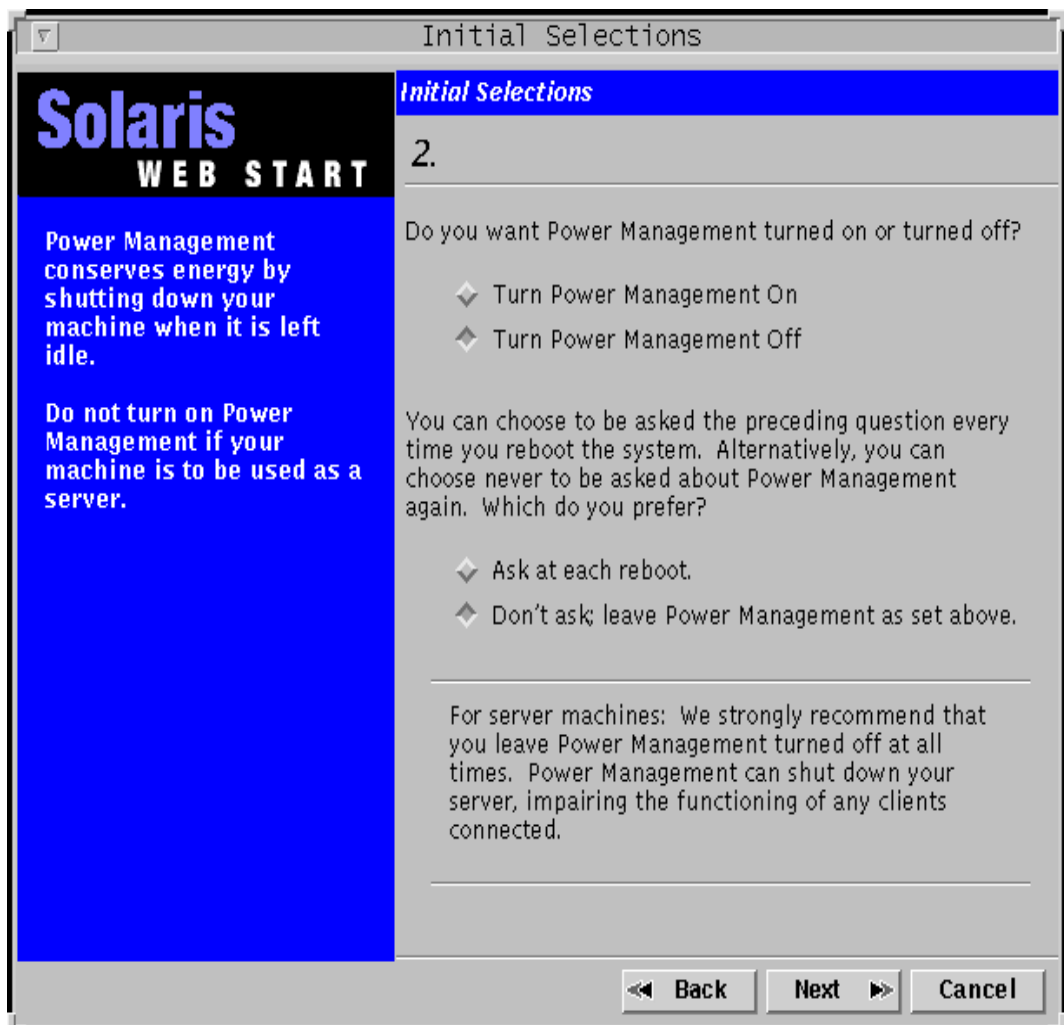 Initial Selections
Solaris
WEB START
Power Management
conserves energy by
shutting down your
machine when it is left
idle.
Do not turn on Power
Management if your
machine is to be used as a
server.
Initial Selections
2.
Do you want Power Management turned on or turned off?
Turn Power Management On
Turn Power Management Off
You can choose to be asked the preceding question every
time you reboot the system.  Alternatively, you can
choose never to be asked about Power Management
again.  Which do you prefer?
Ask at each reboot.
Don't ask; leave Power Management as set above.
For server machines:  We strongly recommend that
you leave Power Management turned off at all
times.  Power Management can shut down your
server, impairing the functioning of any clients
connected.
Back
Next
Cancel